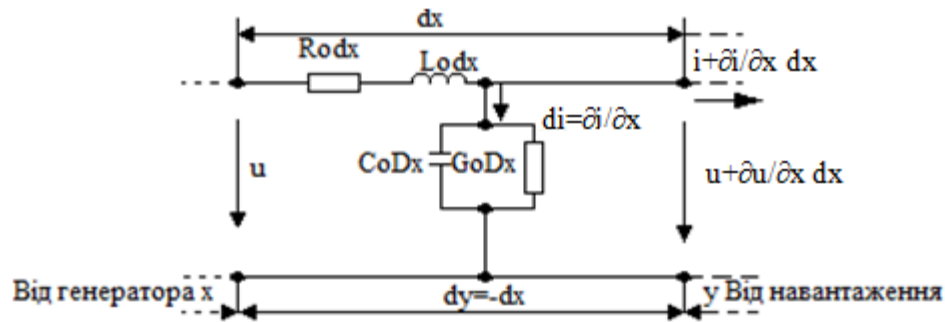 dx
Rodx
Lodx
i+∂i/∂x dx
di=∂i/∂x
CoDx
GoDx
u
u+∂u/∂x dx
Від генератора x
dy=-dx
y Від навантаження